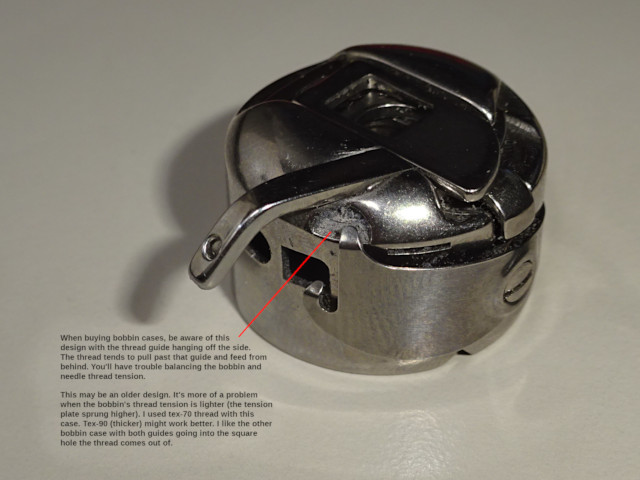 When buying bobbin cases, be aware of this
design with the thread guide hanging off the side.
The thread tends to pull past that guide and feed from
behind. You'll have trouble balancing the bobbin and
needle thread tension.
This may be an older design. It's more of a problem
when the bobbin's thread tension is lighter (the tension
plate sprung higher). I used tex-70 thread with this
case. Tex-90 (thicker) might work better. I like the other
bobbin case with both guides going into the square
hole the thread comes out of.